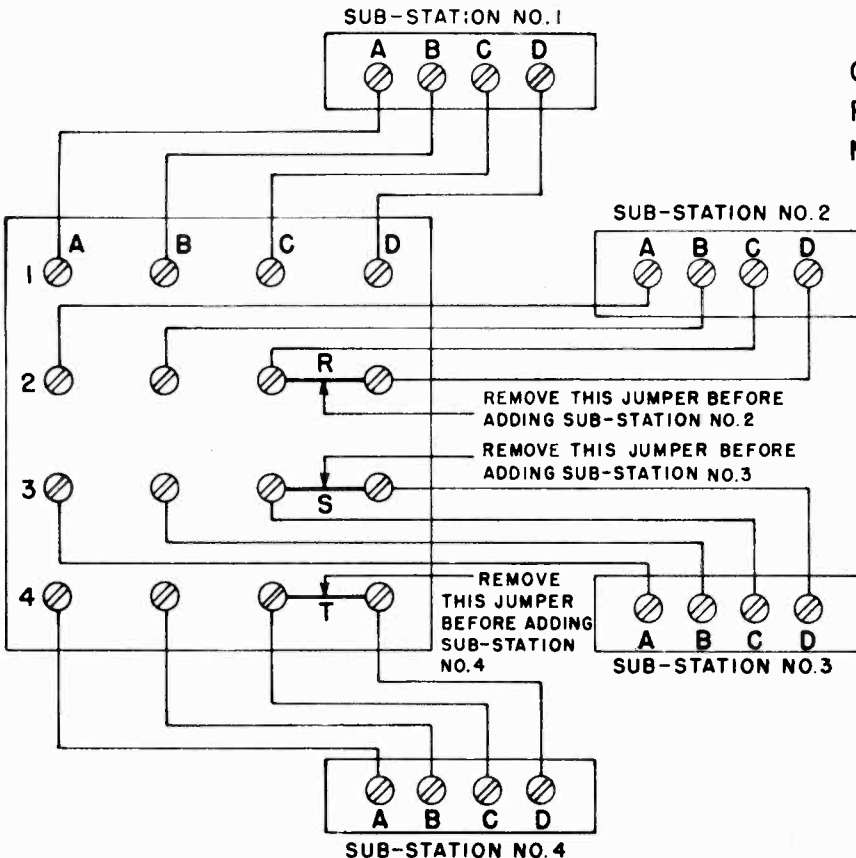 SUB-STATION NO.1
A B C D
SUB-STATION NO.2
A B C D
A B C D
1
2
R
REMOVE THIS JUMPER BEFORE
ADDING SUB-STATION NO.2
REMOVE THIS JUMPER BEFORE
ADDING SUB-STATION NO.3
3
S
4
T
REMOVE
THIS JUMPER
BEFORE ADDING
SUB-STATION
NO.4
A B C D
SUB-STATION NO.3
A B C D
SUB-STATION NO.4